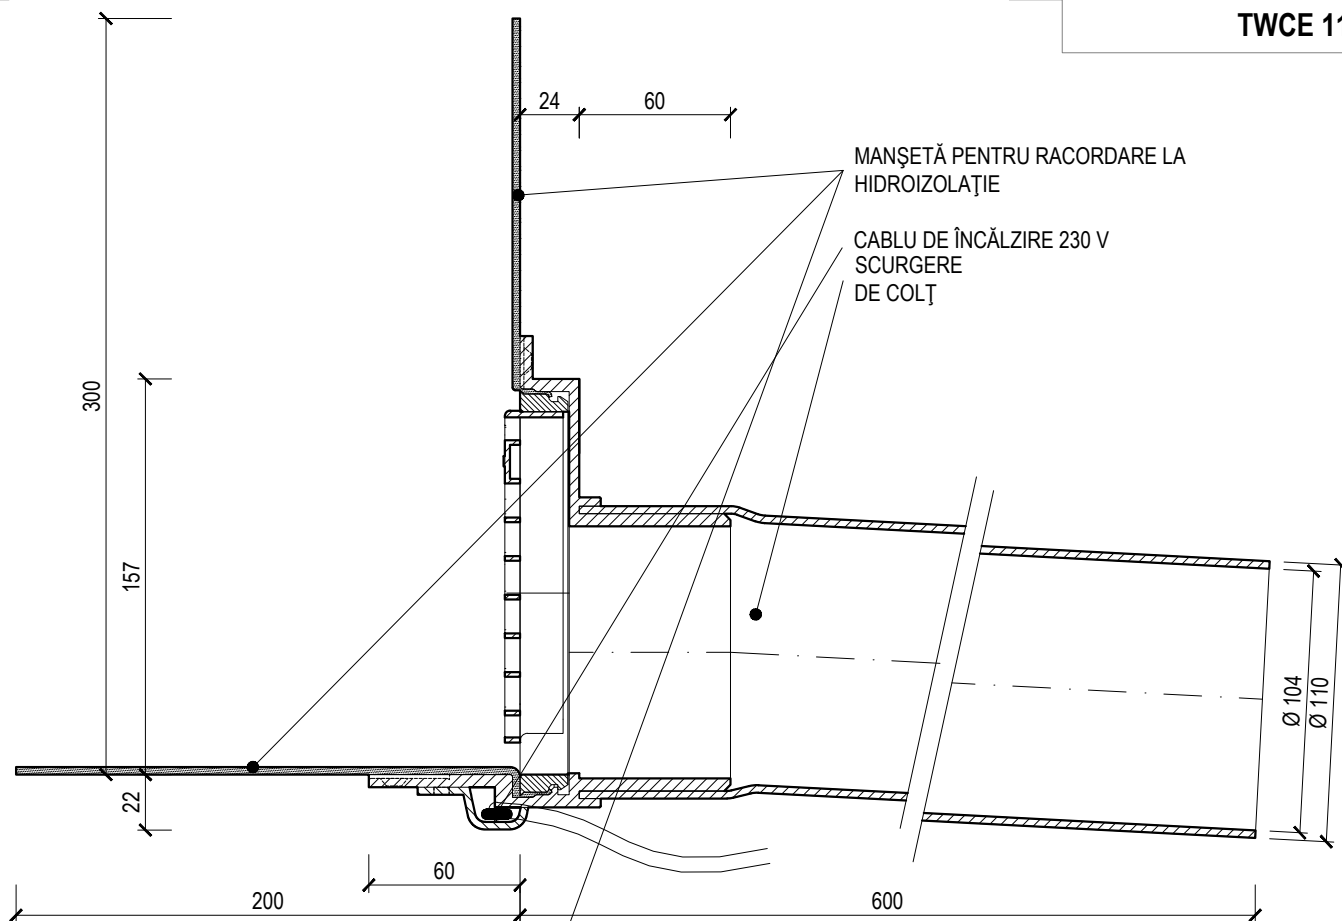 TWCE 11
24
60
MANŞETĂ PENTRU RACORDARE LA
HIDROIZOLAŢIE
CABLU DE ÎNCĂLZIRE 230 V
SCURGERE
DE COLŢ
300
157
22
Ø 104
Ø 110
60
200
600